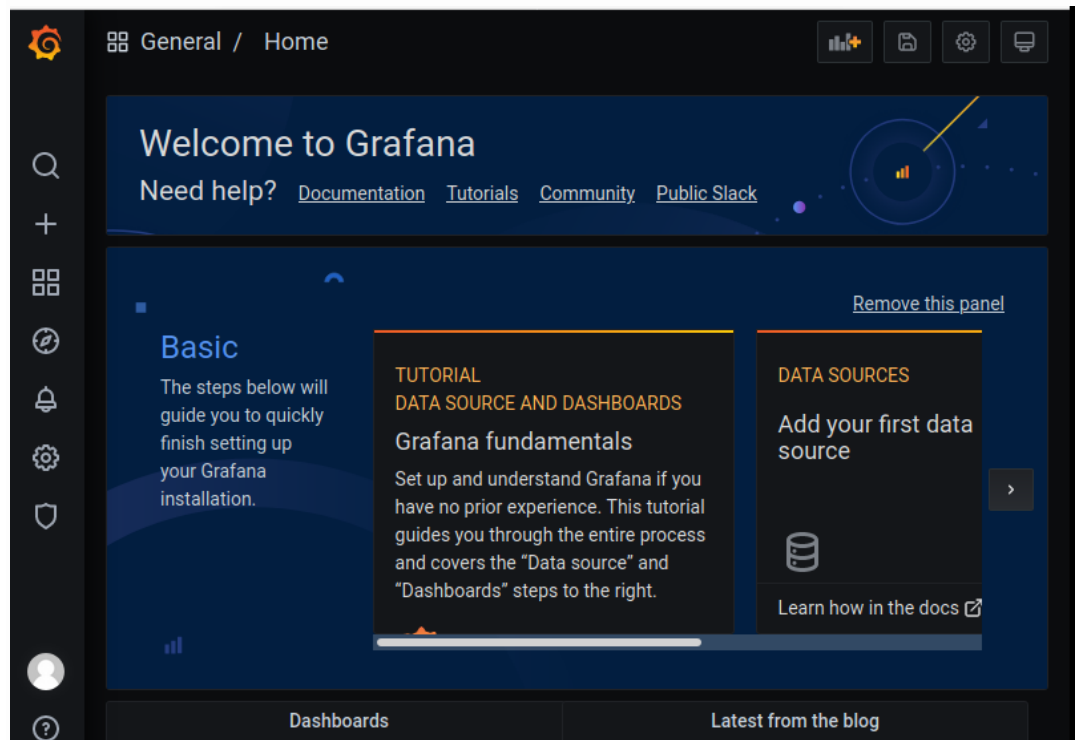 General / Home
Welcome to Grafana
Need help? Documentation Tutorials Community Public Slack
Remove this panel
Basic
The steps below will
guide you to quickly
finish setting up
your Grafana
installation.
TUTORIAL
DATA SOURCE AND DASHBOARDS
Grafana fundamentals
Set up and understand Grafana if you
have no prior experience. This tutorial
guides you through the entire process
and covers the “Data source” and
“Dashboards” steps to the right.
DATA SOURCES
Add your first data
source
Learn how in the docs
Dashboards
Latest from the blog